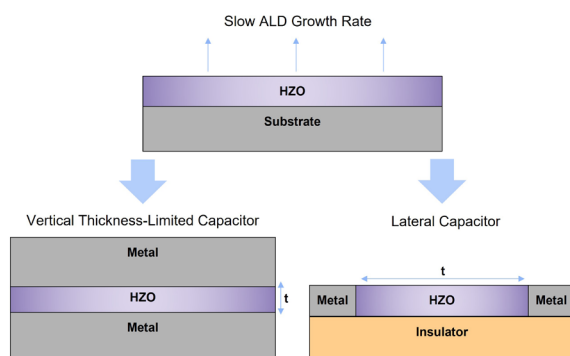 Slow ALD Growth Rate
HZO
Substrate
Vertical Thickness-Limited Capacitor
Metal
HZO
t
Metal
Lateral Capacitor
t
Metal
HZO
Metal
Insulator